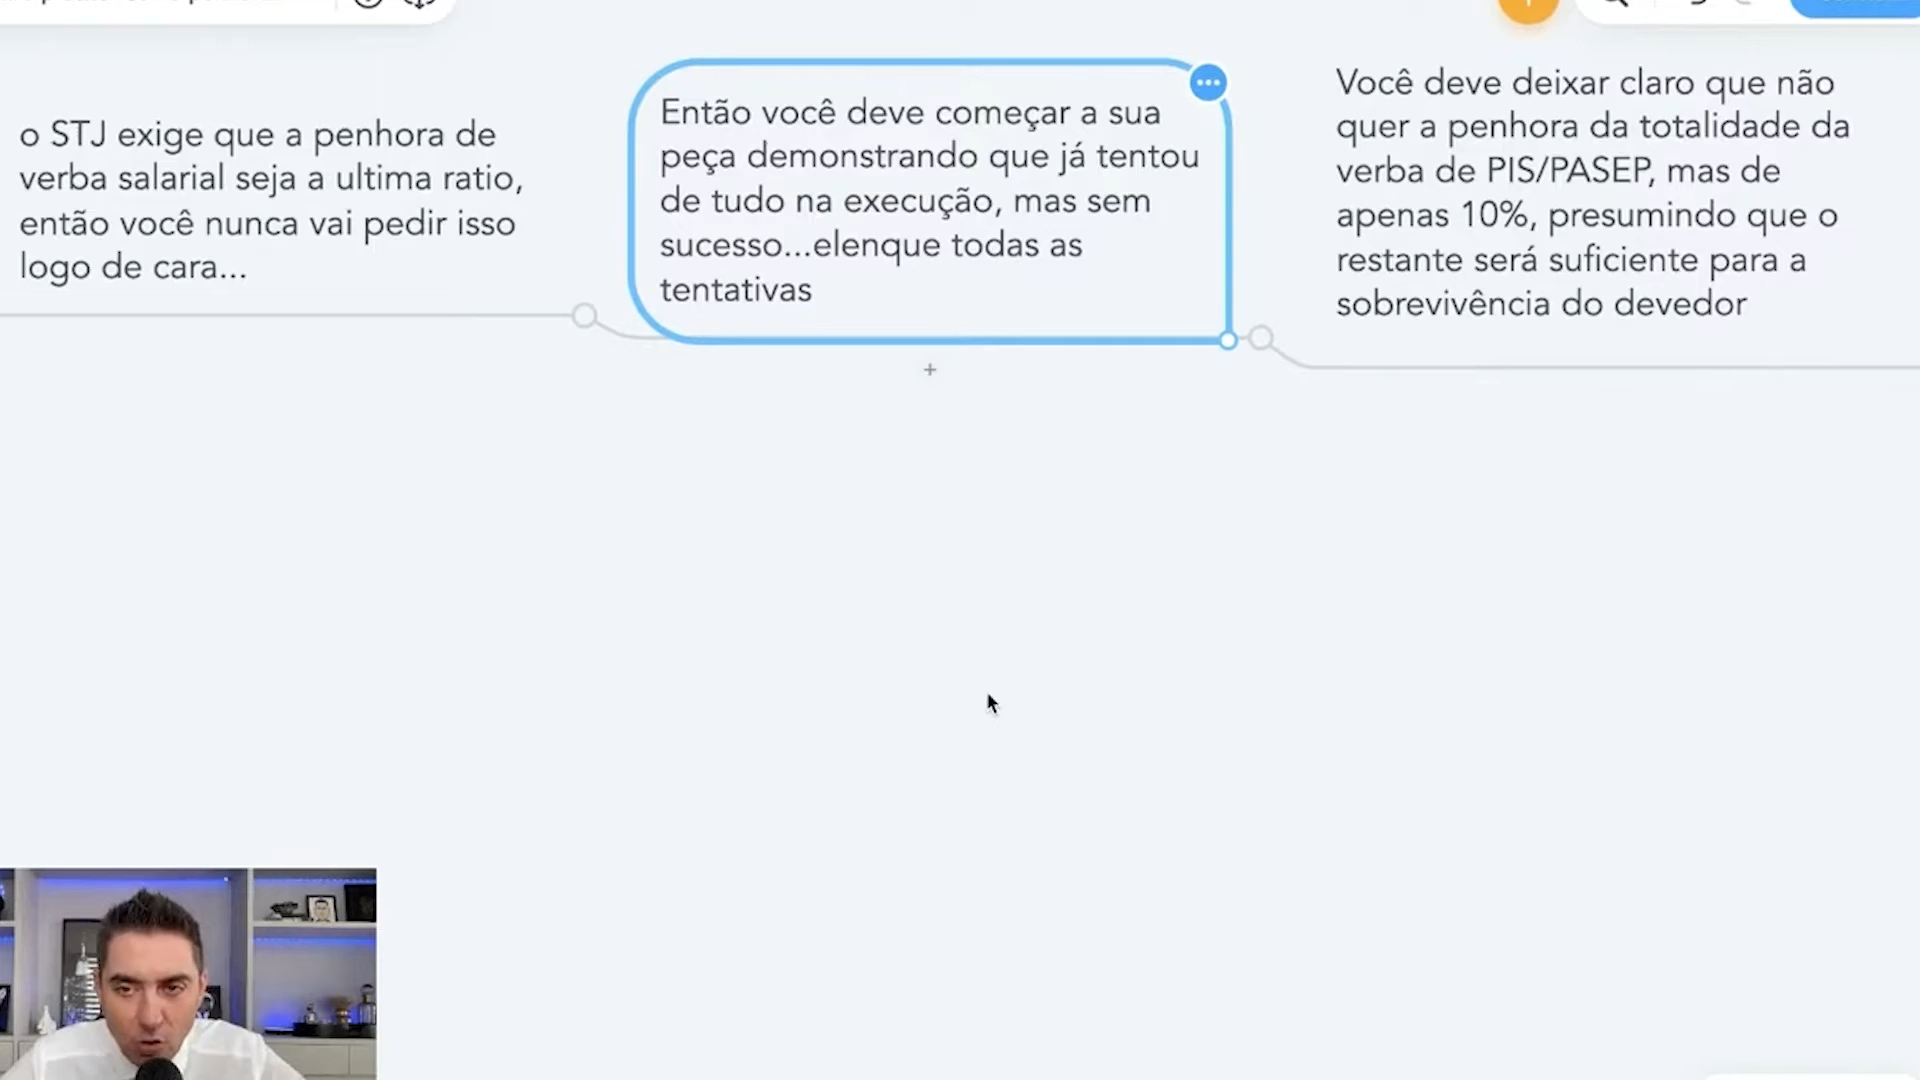 o STJ exige que a penhora de
verba salarial seja a ultima ratio,
então você nunca vai pedir isso
logo de cara...
Então você deve começar a sua
peça demonstrando que já tentou
de tudo na execução, mas sem
sucesso...elenque todas as
tentativas
Você deve deixar claro que não
quer a penhora da totalidade da
verba de PIS/PASEP, mas de
apenas 10%, presumindo que o
restante será suficiente para a
sobrevivência do devedor